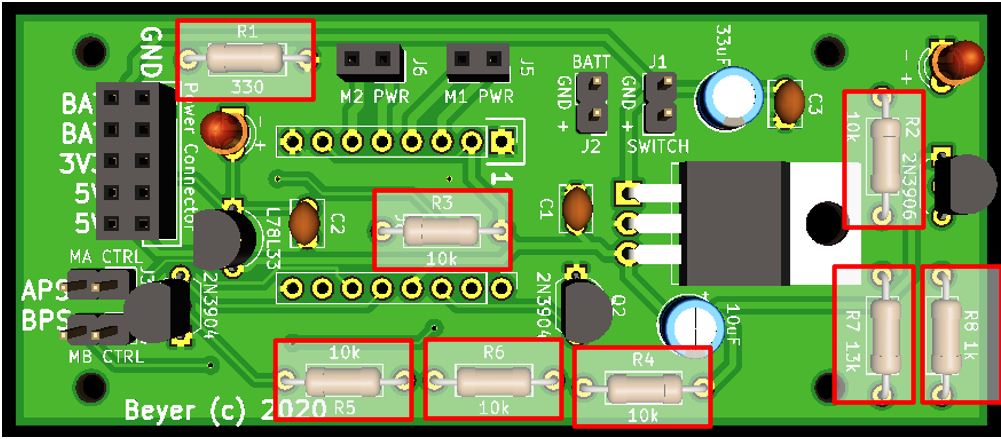 GND
R1
330
BAT
BAT
3V3
5V
5V
Power Connector
- +
J6
M2 PWR
J5
M1 PWR
1
BATT
GND +
J2
J1
GND +
SWITCH
33uF
C3
- +
R2
10k
2N3906
L78L33
C2
R3
10k
C1
MA CTRL
J3
APS
BPS
MB CTRL
2N3904
2N3904
Q2
+
10uF
R7 1.3k
R8 1k
10k
R5
R6
10k
R4
10k
Beyer (c) 2020